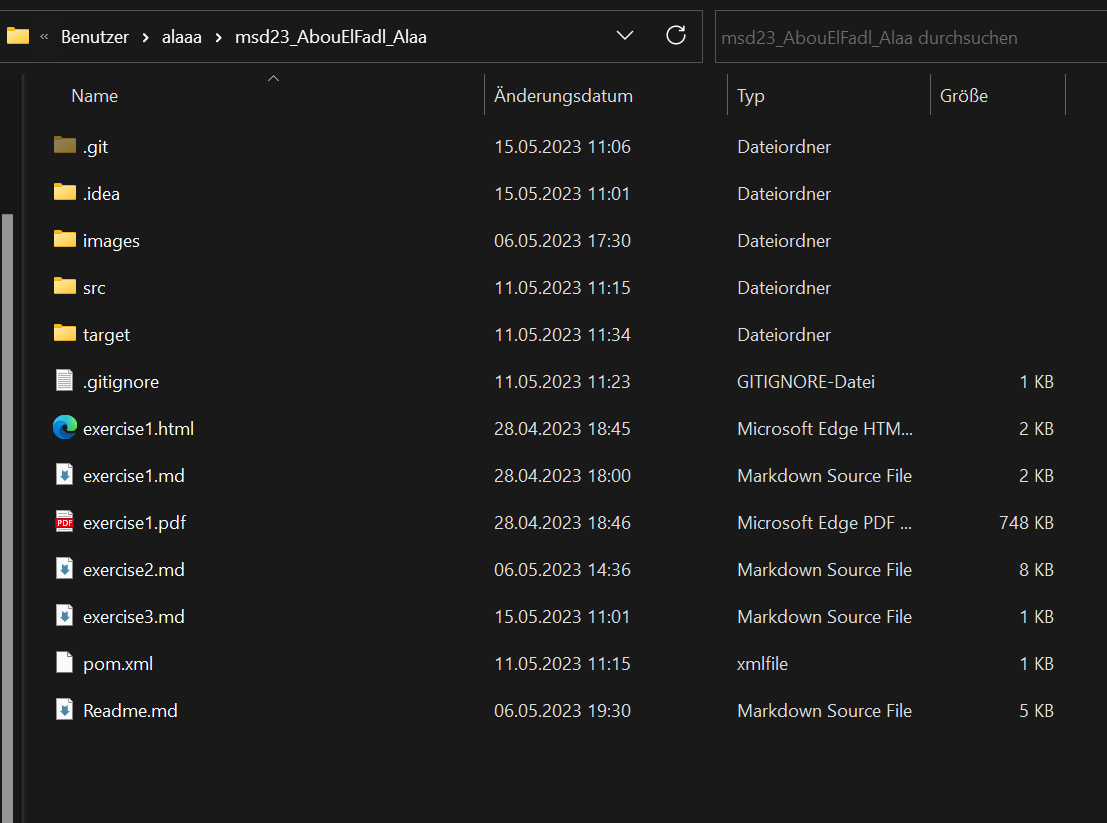 « Benutzer > alaaa > msd23_AbouElFadl_Alaa msd23_AbouElFadl_Alaa durchsuchen
Name Änderungsdatum Typ Größe
.git 15.05.2023 11:06 Dateiordner
.idea 15.05.2023 11:01 Dateiordner
images 06.05.2023 17:30 Dateiordner
src 11.05.2023 11:15 Dateiordner
target 11.05.2023 11:34 Dateiordner
.gitignore 11.05.2023 11:23 GITIGNORE-Datei 1 KB
exercise1.html 28.04.2023 18:45 Microsoft Edge HTM... 2 KB
exercise1.md 28.04.2023 18:00 Markdown Source File 2 KB
PDF exercise1.pdf 28.04.2023 18:46 Microsoft Edge PDF ... 748 KB
exercise2.md 06.05.2023 14:36 Markdown Source File 8 KB
exercise3.md 15.05.2023 11:01 Markdown Source File 1 KB
pom.xml 11.05.2023 11:15 xmlfile 1 KB
Readme.md 06.05.2023 19:30 Markdown Source File 5 KB